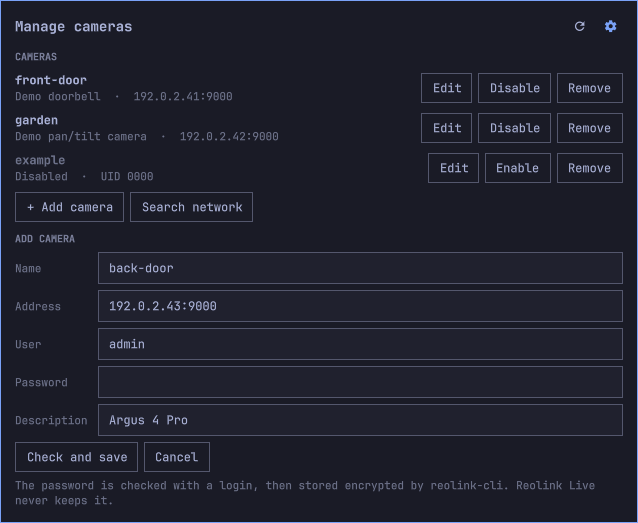 Manage cameras
CAMERAS
front-door
Demo doorbell · 192.0.2.41:9000
Edit Disable Remove
garden
Demo pan/tilt camera · 192.0.2.42:9000
Edit Disable Remove
example
Disabled · UID 0000
Edit Enable Remove
+ Add camera Search network
ADD CAMERA
Name back-door
Address 192.0.2.43:9000
User admin
Password
Description Argus 4 Pro
Check and save Cancel
The password is checked with a login, then stored encrypted by reolink-cli. Reolink Live
never keeps it.